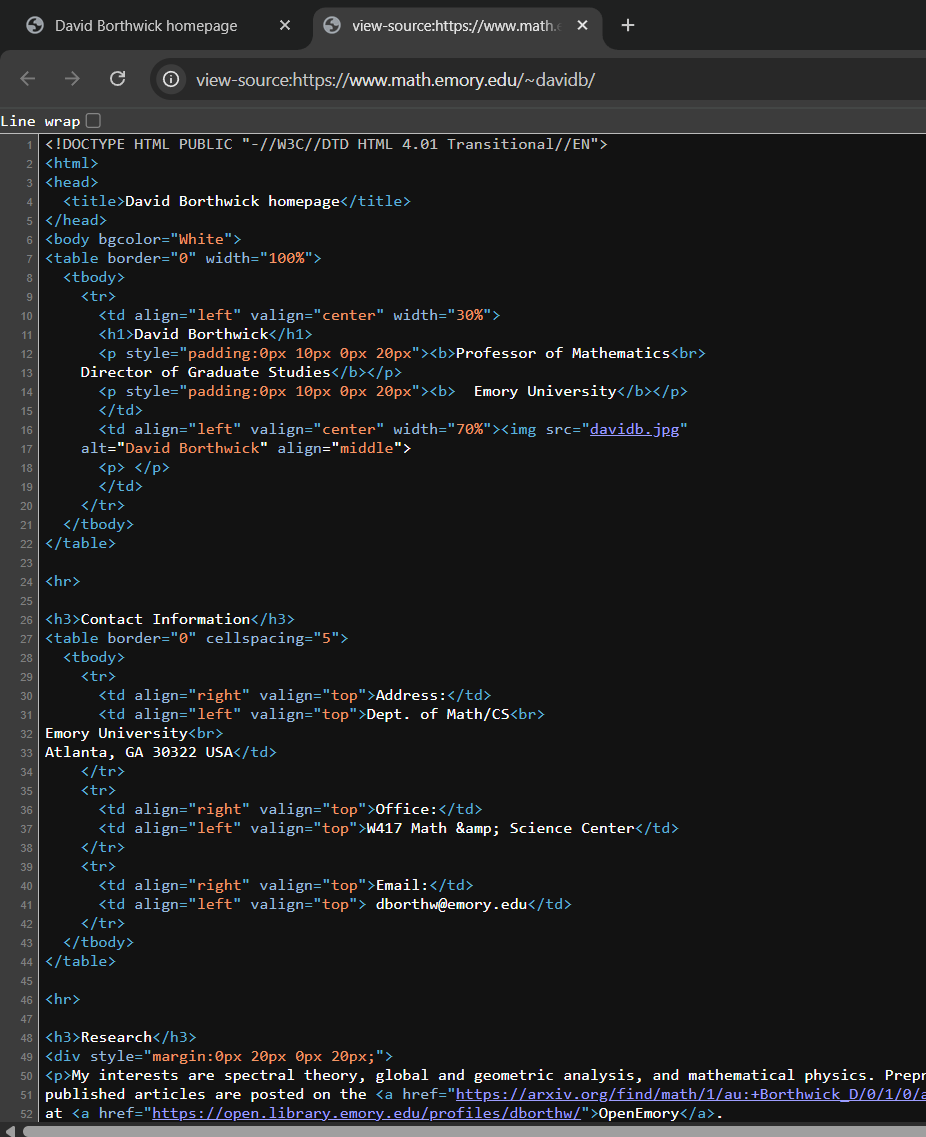 David Borthwick homepage
view-source:https://www.math.e
view-source:https://www.math.emory.edu/~davidb/
Line wrap
1 <!DOCTYPE HTML PUBLIC "-//W3C//DTD HTML 4.01 Transitional//EN">
2 <html>
3 <head>
4 <title>David Borthwick homepage</title>
5 </head>
6 <body bgcolor="White">
7 <table border="0" width="100%">
8 <tbody>
9 <tr>
10 <td align="left" valign="center" width="30%">
11 <h1>David Borthwick</h1>
12 <p style="padding:0px 10px 0px 20px"><b>Professor of Mathematics<br>
13 Director of Graduate Studies</b></p>
14 <p style="padding:0px 10px 0px 20px"><b>  Emory University</b></p>
15 </td>
16 <td align="left" valign="center" width="70%"><img src="davidb.jpg"
17 alt="David Borthwick" align="middle">
18 <p> </p>
19 </td>
20 </tr>
21 </tbody>
22 </table>
23
24 <hr>
25
26 <h3>Contact Information</h3>
27 <table border="0" cellspacing="5">
28 <tbody>
29 <tr>
30 <td align="right" valign="top">Address:</td>
31 <td align="left" valign="top">Dept. of Math/CS<br>
32 Emory University<br>
33 Atlanta, GA 30322 USA</td>
34 </tr>
35 <tr>
36 <td align="right" valign="top">Office:</td>
37 <td align="left" valign="top">W417 Math &amp; Science Center</td>
38 </tr>
39 <tr>
40 <td align="right" valign="top">Email:</td>
41 <td align="left" valign="top"> dborthw@emory.edu</td>
42 </tr>
43 </tbody>
44 </table>
45
46 <hr>
47
48 <h3>Research</h3>
49 <div style="margin:0px 20px 0px 20px;">
50 <p>My interests are spectral theory, global and geometric analysis, and mathematical physics. Prepr
51 published articles are posted on the <a href="https://arxiv.org/find/math/1/au:+Borthwick_D/0/1/0/a
52 at <a href="https://open.library.emory.edu/profiles/dborthw/">OpenEmory</a>.